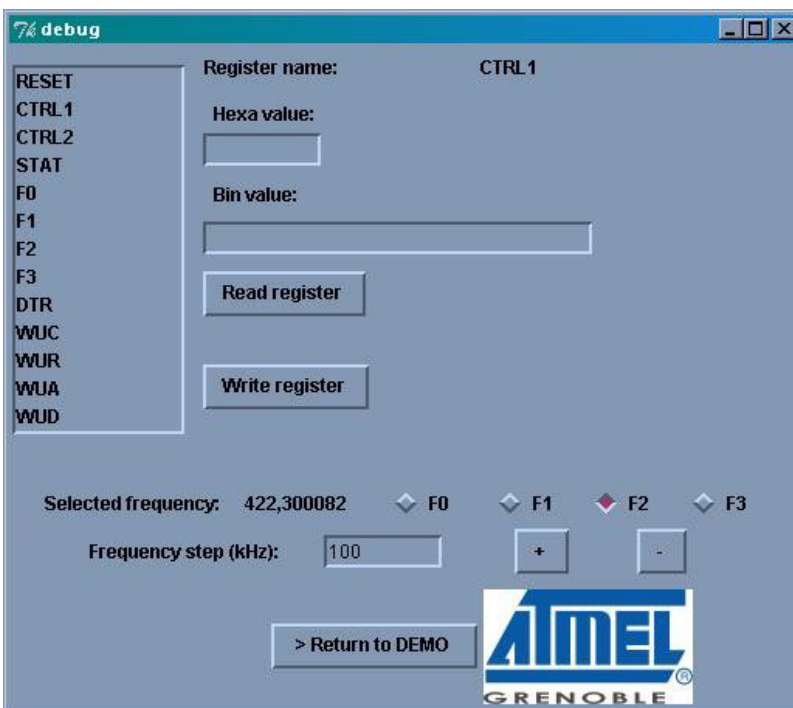 7k debug
RESET
CTRL1
CTRL2
STAT
F0
F1
F2
F3
DTR
WUC
WUR
WUA
WUD
Register name: CTRL1
Hexa value:
Bin value:
Read register
Write register
Selected frequency: 422,300082 F0 F1 F2 F3
Frequency step (kHz): 100 + -
> Return to DEMO
ATMEL®
GRENOBLE